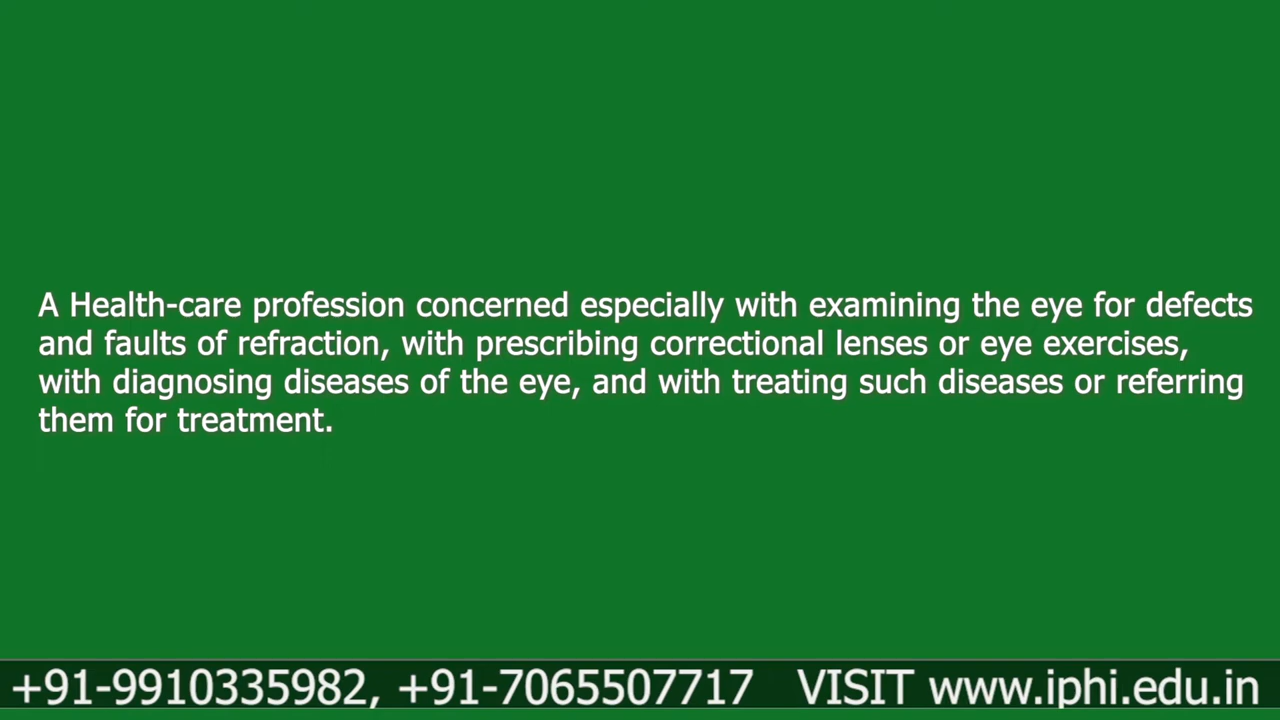 A Health-care profession concerned especially with examining the eye for defects
and faults of refraction, with prescribing correctional lenses or eye exercises,
with diagnosing diseases of the eye, and with treating such diseases or referring
them for treatment.
+91-9910335982, +91-7065507717 VISIT www.iphi.edu.in